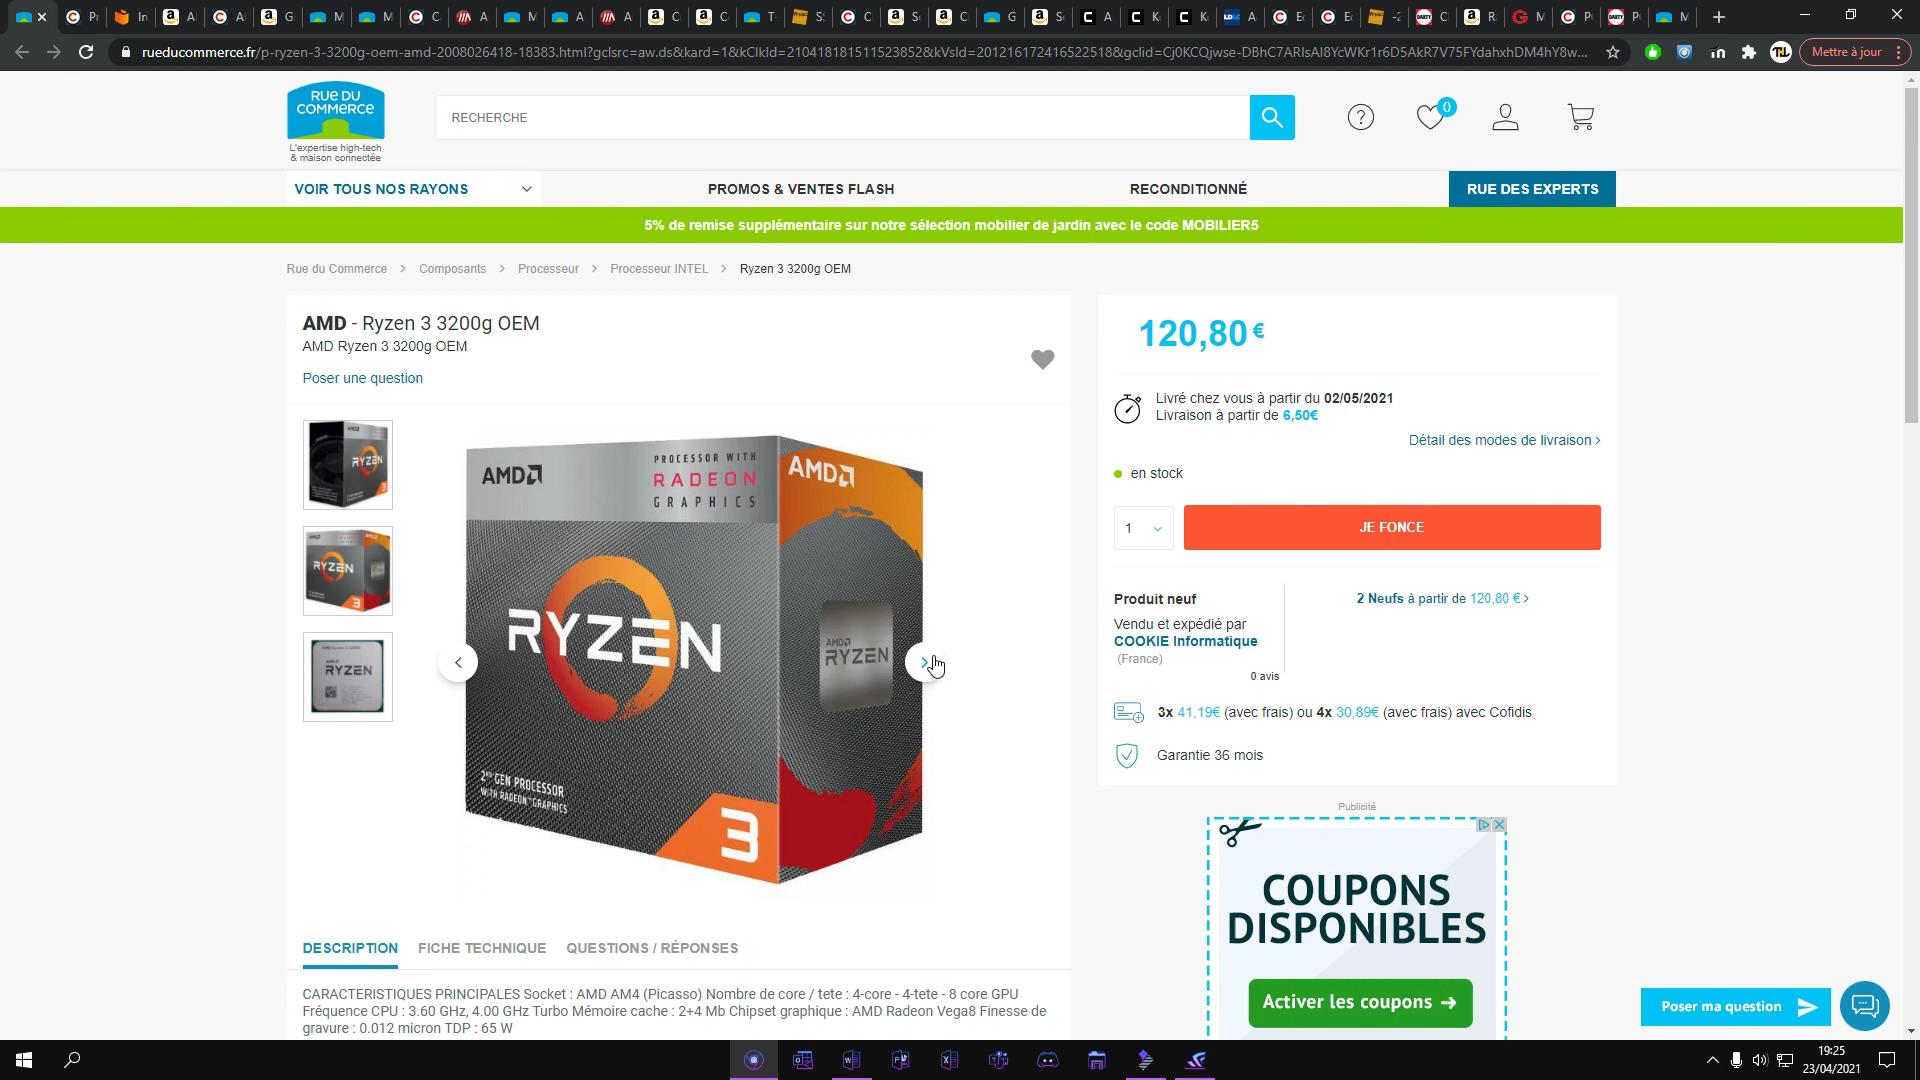 rueducommerce.fr/p-ryzen-3-3200g-oem-amd-2008026418-18383.html?gclsrc=aw.ds&kard=1&kClkId=210418181511523852&kVsId=201216172416522518&gclid=Cj0KCQjwse-DBhC7ARIsAI8YcWKr1r6D5AkR7V75FYdahxhDM4hY8w...
Mettre à jour
RUE DU
COMMERCE
L'expertise high-tech
& maison connectée
RECHERCHE
0
VOIR TOUS NOS RAYONS
PROMOS & VENTES FLASH
RECONDITIONNÉ
RUE DES EXPERTS
5% de remise supplémentaire sur notre sélection mobilier de jardin avec le code MOBILIER5
Rue du Commerce > Composants > Processeur > Processeur INTEL > Ryzen 3 3200g OEM
AMD - Ryzen 3 3200g OEM
AMD Ryzen 3 3200g OEM
Poser une question
AMD
PROCESSOR WITH
RADEON
GRAPHICS
AMD
RYZEN
AMD
RYZEN
2ND GEN PROCESSOR
WITH RADEON™ GRAPHICS
3
RYZEN
3
RYZEN
3
RYZEN
120,80 €
Livré chez vous à partir du 02/05/2021
Livraison à partir de 6,50€
Détail des modes de livraison >
en stock
1
JE FONCE
Produit neuf
Vendu et expédié par
COOKIE Informatique
(France)
0 avis
2 Neufs à partir de 120,80 € >
3x 41,19€ (avec frais) ou 4x 30,89€ (avec frais) avec Cofidis
Garantie 36 mois
Publicité
COUPONS
DISPONIBLES
Activer les coupons →
DESCRIPTION
FICHE TECHNIQUE
QUESTIONS / RÉPONSES
CARACTERISTIQUES PRINCIPALES Socket : AMD AM4 (Picasso) Nombre de core / tete : 4-core - 4-tete - 8 core GPU
Fréquence CPU : 3.60 GHz, 4.00 GHz Turbo Mémoire cache : 2+4 Mb Chipset graphique : AMD Radeon Vega8 Finesse de
gravure : 0.012 micron TDP : 65 W
Poser ma question
19:25
23/04/2021